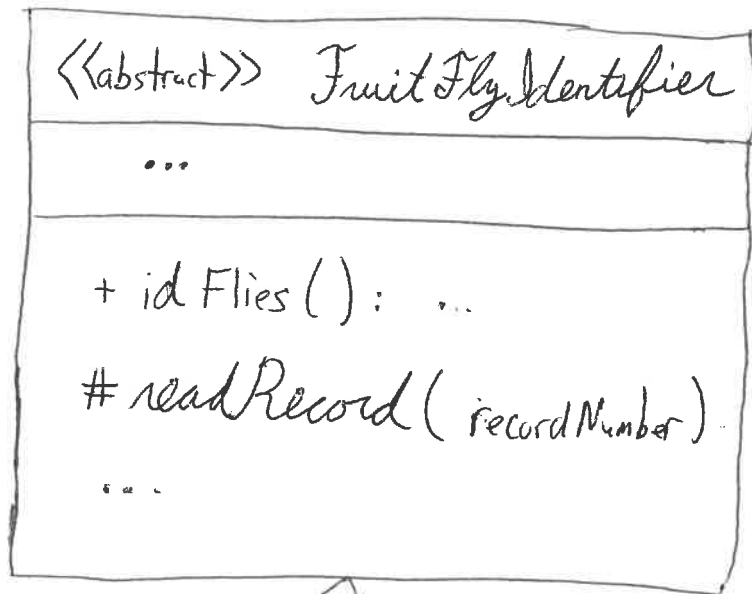 <<abstract>> FruitFlyIdentifier
...
+ idFlies(): ...
# readRecord(recordNumber)
...